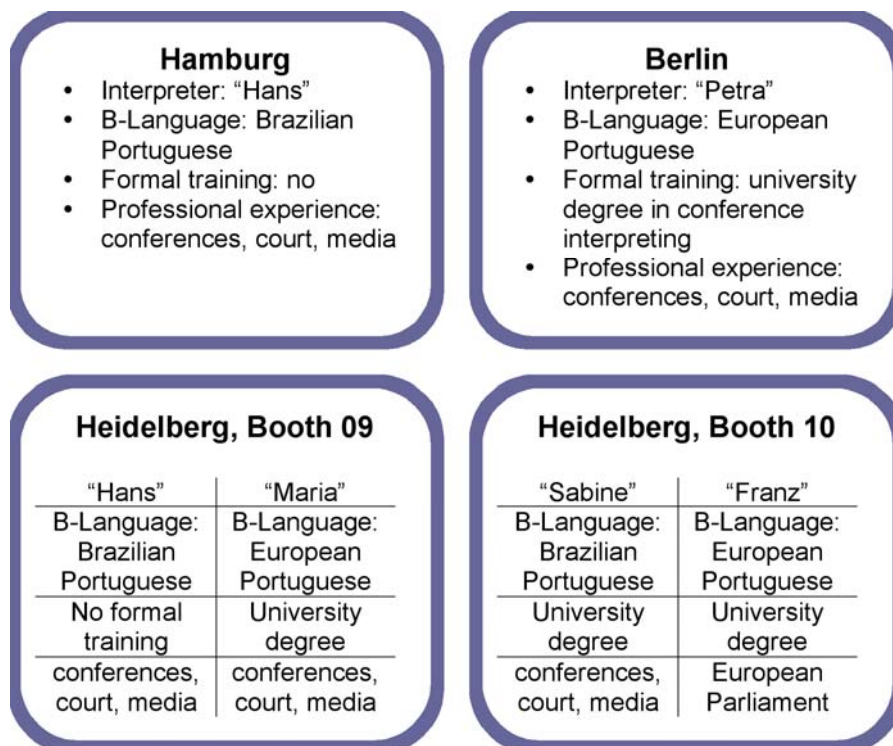 Hamburg
• Interpreter: “Hans”
• B-Language: Brazilian
Portuguese
• Formal training: no
• Professional experience:
conferences, court, media
Berlin
• Interpreter: “Petra”
• B-Language: European
Portuguese
• Formal training: university
degree in conference
interpreting
• Professional experience:
conferences, court, media
Heidelberg, Booth 09
“Hans” “Maria”
B-Language: B-Language:
Brazilian European
Portuguese Portuguese
No formal University
training degree
conferences, conferences,
court, media court, media
Heidelberg, Booth 10
“Sabine” “Franz”
B-Language: B-Language:
Brazilian European
Portuguese Portuguese
University University
degree degree
conferences, European
court, media Parliament